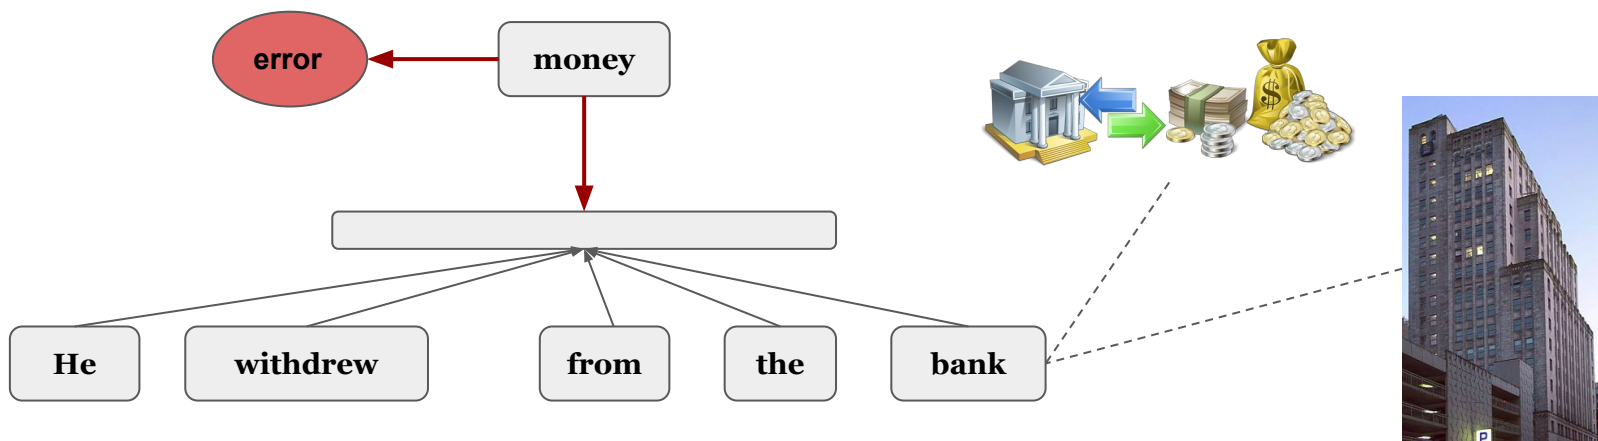 error
money
$
He
withdrew
from
the
bank
P